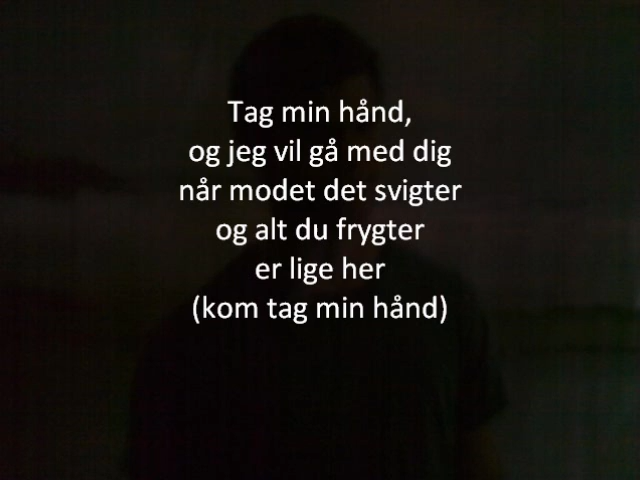 Tag min hånd,
og jeg vil gå med dig
når modet det svigter
og alt du frygter
er lige her
(kom tag min hånd)